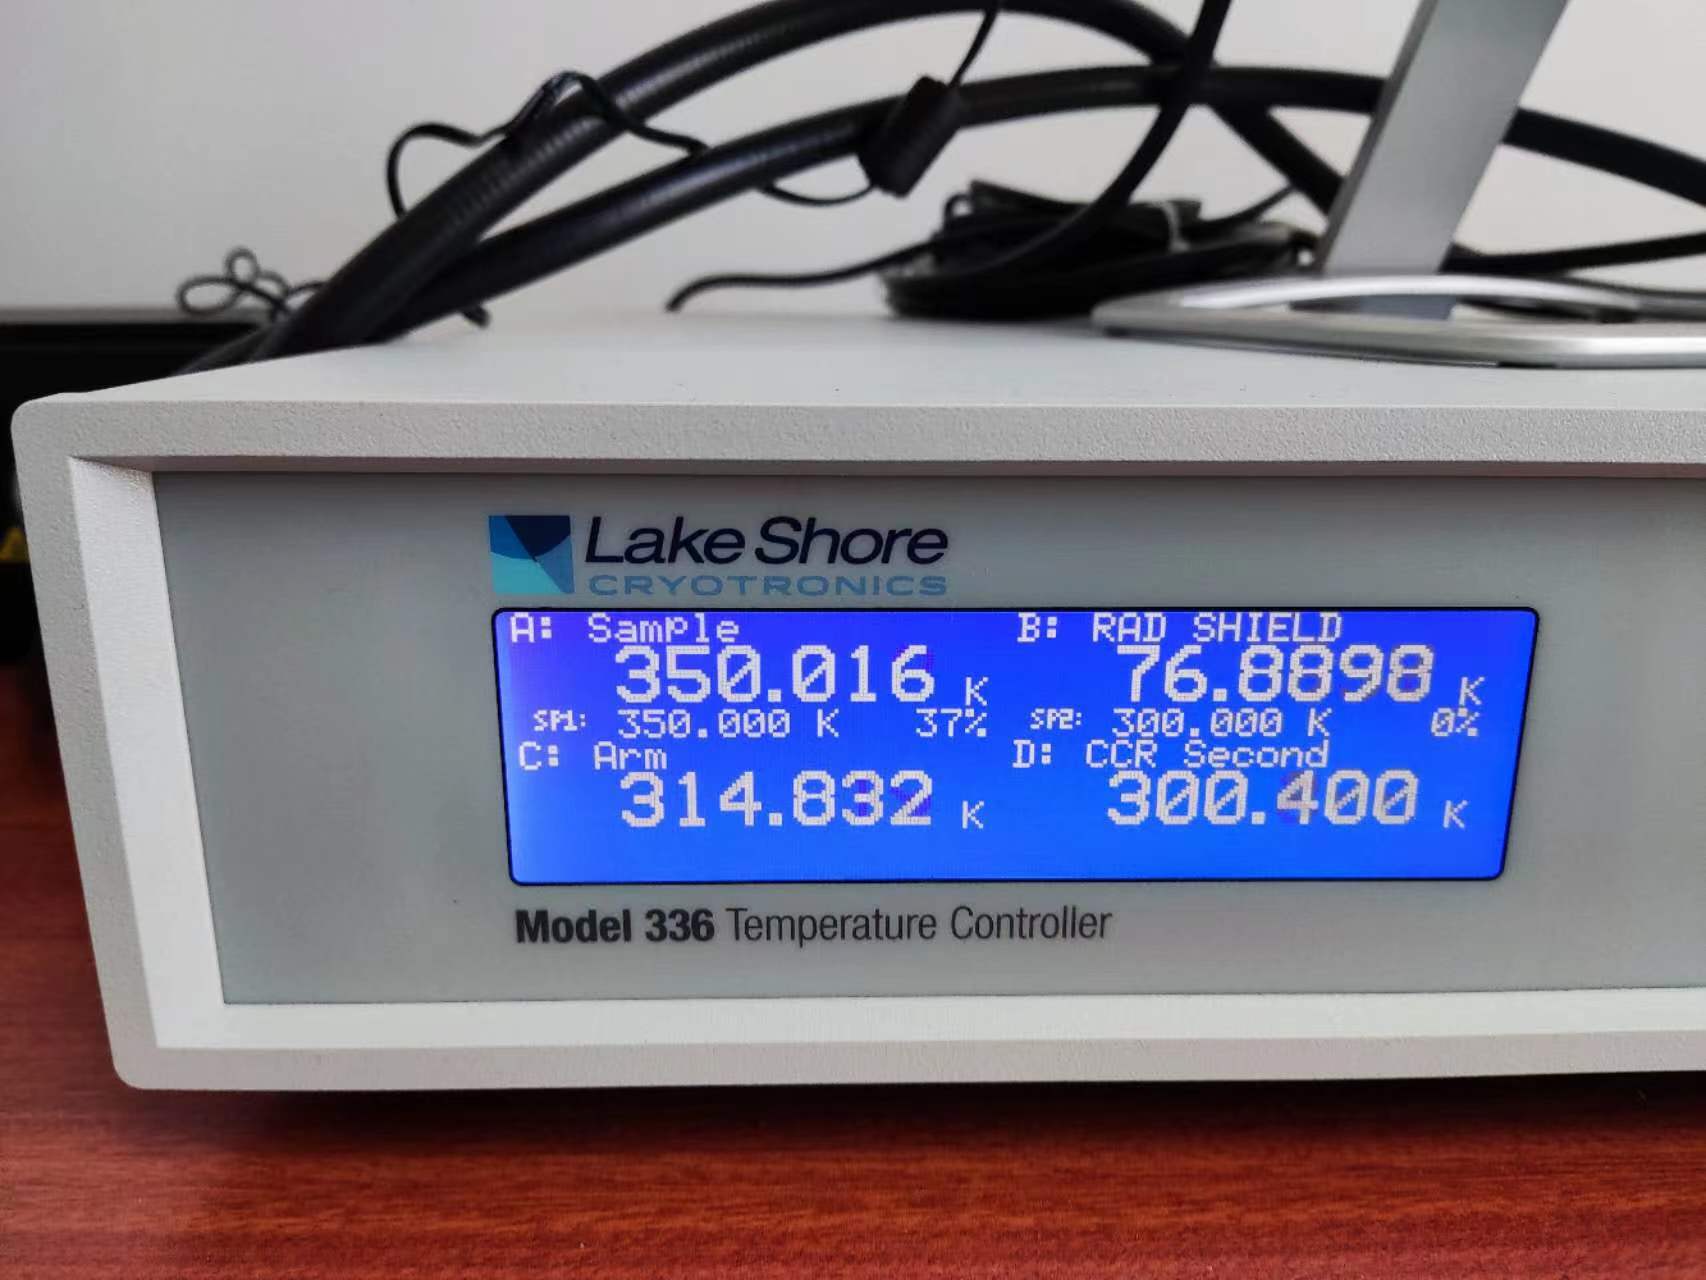 Lake Shore
CRYOTRONICS
A: Sample
350.016 K
SP1: 350.000 K 37%
B: RAD SHIELD
76.8898 K
SP2: 300.000 K 0%
C: Arm
314.832 K
D: CCR Second
300.400 K
Model 336 Temperature Controller